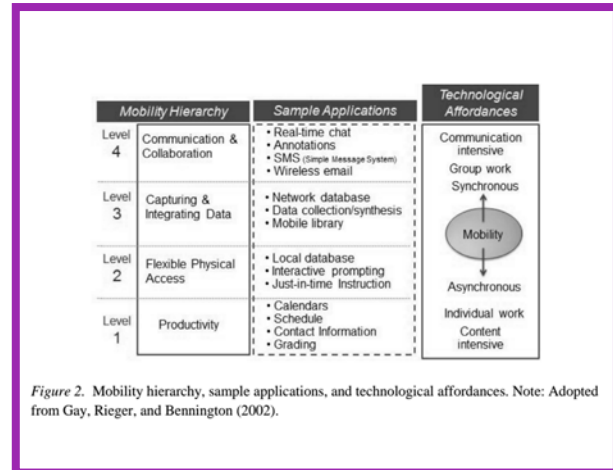 Mobility Hierarchy
Sample Applications
Technological
Affordances
Level
4
Communication &
Collaboration
• Real-time chat
• Annotations
• SMS (Simple Message System)
• Wireless email
Level
3
Capturing &
Integrating Data
• Network database
• Data collection/synthesis
• Mobile library
Level
2
Flexible Physical
Access
• Local database
• Interactive prompting
• Just-in-time Instruction
Level
1
Productivity
• Calendars
• Schedule
• Contact Information
• Grading
Communication
intensive
Group work
Synchronous
Mobility
Asynchronous
Individual work
Content
intensive
Figure 2. Mobility hierarchy, sample applications, and technological affordances. Note: Adopted
from Gay, Rieger, and Bennington (2002).